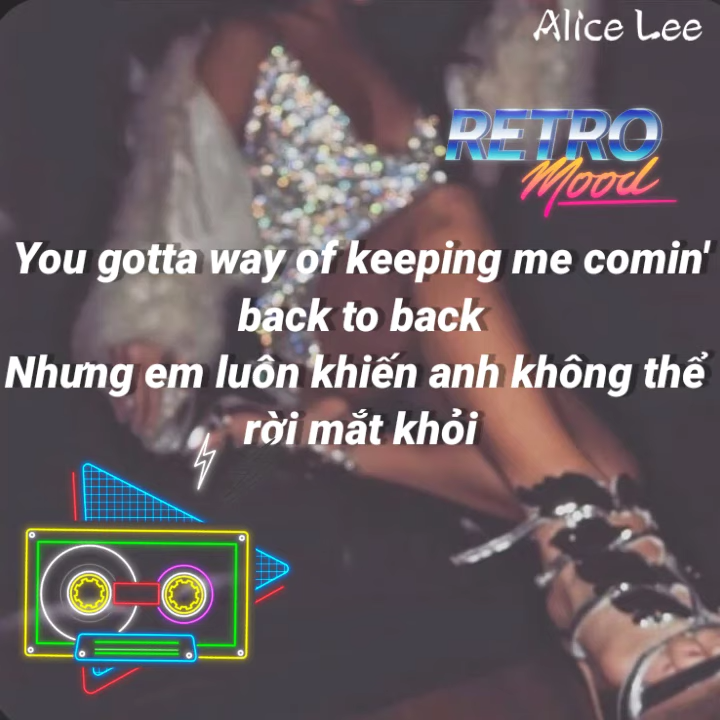 Alice Lee
RETRO
Mood
You gotta way of keeping me comin'
back to back
Nhưng em luôn khiến anh không thể
rời mắt khỏi